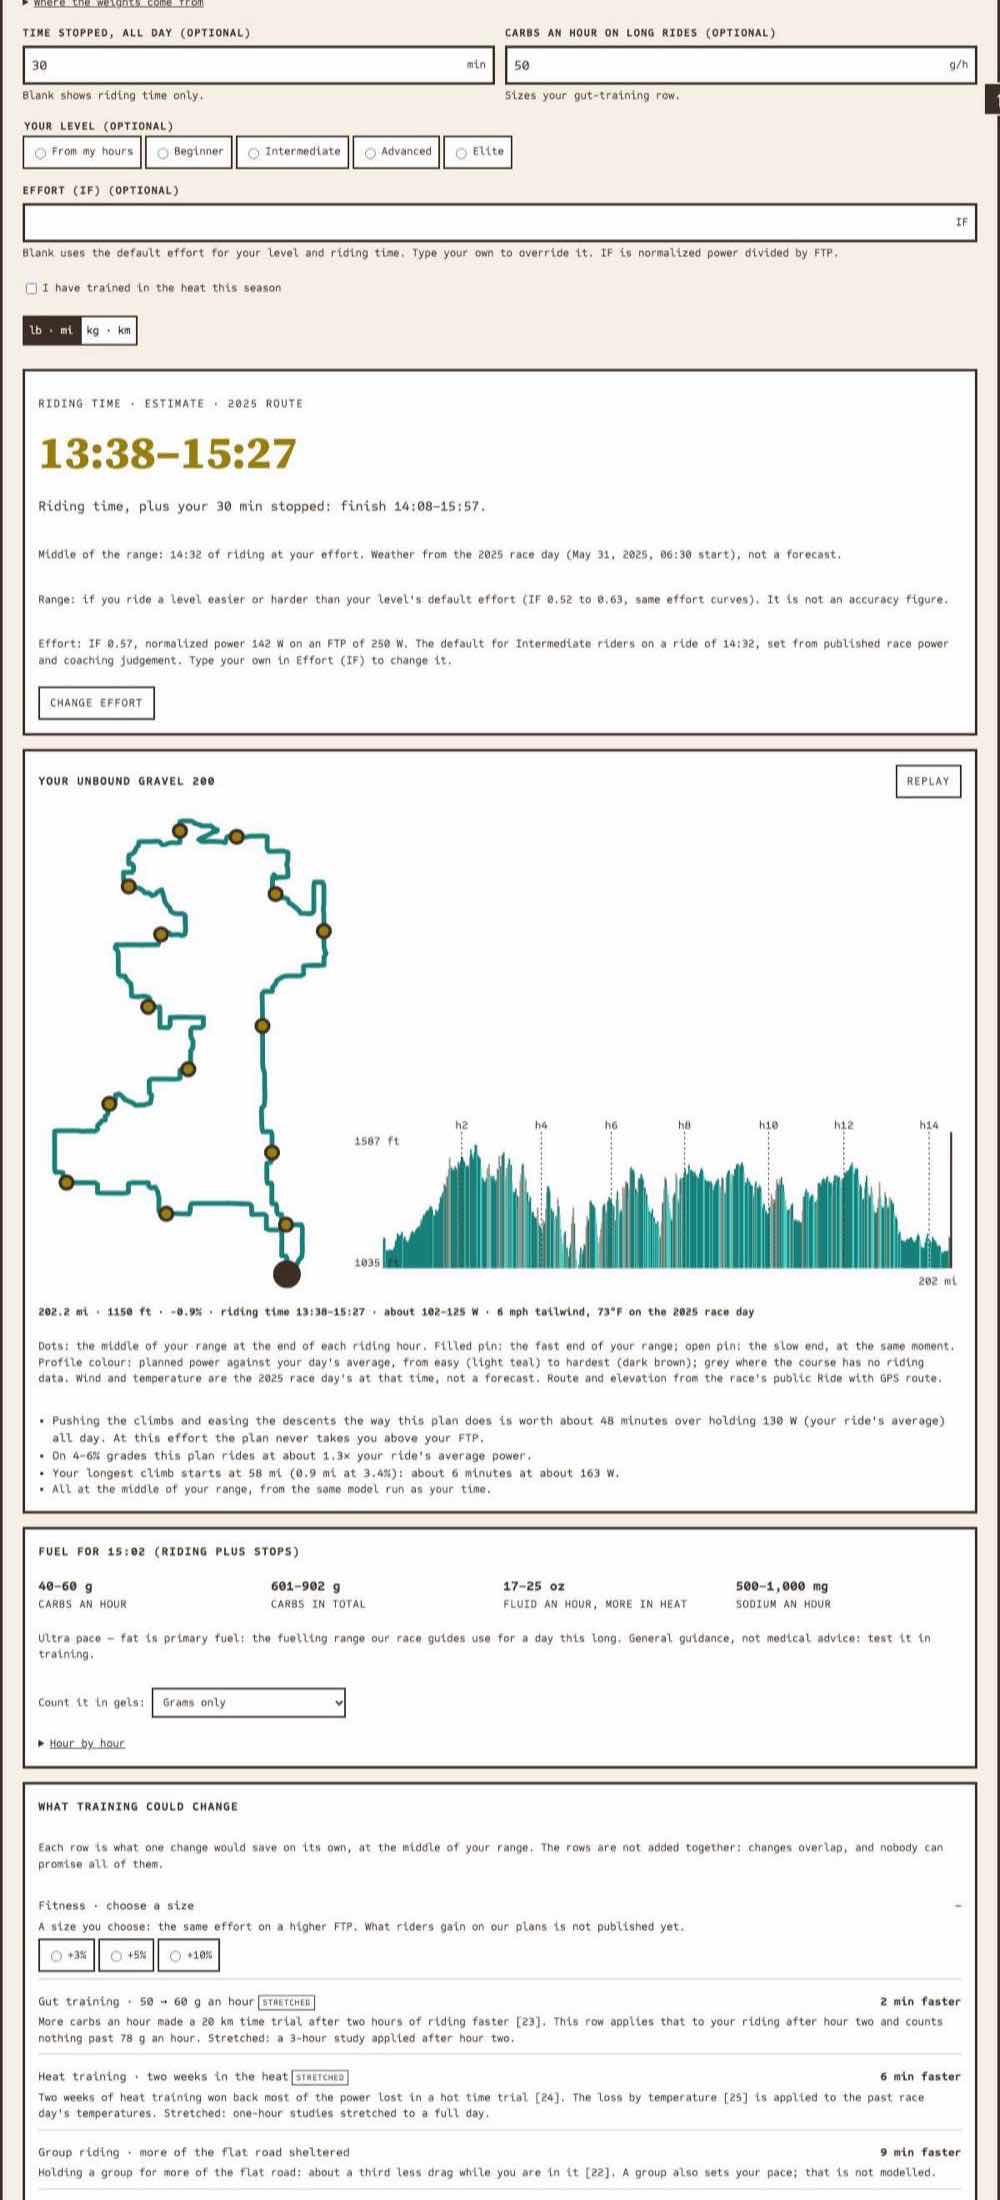 ▸ Where the weights come from
TIME STOPPED, ALL DAY (OPTIONAL)
30 min
Blank shows riding time only.
CARBS AN HOUR ON LONG RIDES (OPTIONAL)
50 g/h
Sizes your gut-training row.
YOUR LEVEL (OPTIONAL)
From my hours Beginner Intermediate Advanced Elite
EFFORT (IF) (OPTIONAL)
IF
Blank uses the default effort for your level and riding time. Type your own to override it. IF is normalized power divided by FTP.
I have trained in the heat this season
lb · mi kg · km
RIDING TIME · ESTIMATE · 2025 ROUTE
13:38–15:27
Riding time, plus your 30 min stopped: finish 14:08–15:57.
Middle of the range: 14:32 of riding at your effort. Weather from the 2025 race day (May 31, 2025, 06:30 start), not a forecast.
Range: if you ride a level easier or harder than your level's default effort (IF 0.52 to 0.63, same effort curves). It is not an accuracy figure.
Effort: IF 0.57, normalized power 142 W on an FTP of 250 W. The default for Intermediate riders on a ride of 14:32, set from published race power
and coaching judgement. Type your own in Effort (IF) to change it.
CHANGE EFFORT
YOUR UNBOUND GRAVEL 200
REPLAY
h2 h4 h6 h8 h10 h12 h14
1587 ft
1035 ft
202 mi
202.2 mi · 1150 ft · -0.9% · riding time 13:38–15:27 · about 102–125 W · 6 mph tailwind, 73°F on the 2025 race day
Dots: the middle of your range at the end of each riding hour. Filled pin: the fast end of your range; open pin: the slow end, at the same moment.
Profile colour: planned power against your day's average, from easy (light teal) to hardest (dark brown); grey where the course has no riding
data. Wind and temperature are the 2025 race day's at that time, not a forecast. Route and elevation from the race's public Ride with GPS route.
• Pushing the climbs and easing the descents the way this plan does is worth about 48 minutes over holding 130 W (your ride's average)
all day. At this effort the plan never takes you above your FTP.
• On 4–6% grades this plan rides at about 1.3× your ride's average power.
• Your longest climb starts at 58 mi (0.9 mi at 3.4%): about 6 minutes at about 163 W.
• All at the middle of your range, from the same model run as your time.
FUEL FOR 15:02 (RIDING PLUS STOPS)
40–60 g
CARBS AN HOUR
601–902 g
CARBS IN TOTAL
17–25 oz
FLUID AN HOUR, MORE IN HEAT
500–1,000 mg
SODIUM AN HOUR
Ultra pace — fat is primary fuel: the fuelling range our race guides use for a day this long. General guidance, not medical advice: test it in
training.
Count it in gels: Grams only
▸ Hour by hour
WHAT TRAINING COULD CHANGE
Each row is what one change would save on its own, at the middle of your range. The rows are not added together: changes overlap, and nobody can
promise all of them.
Fitness · choose a size –
A size you choose: the same effort on a higher FTP. What riders gain on our plans is not published yet.
+3% +5% +10%
Gut training · 50 → 60 g an hour STRETCHED 2 min faster
More carbs an hour made a 20 km time trial after two hours of riding faster [23]. This row applies that to your riding after hour two and counts
nothing past 78 g an hour. Stretched: a 3-hour study applied after hour two.
Heat training · two weeks in the heat STRETCHED 6 min faster
Two weeks of heat training won back most of the power lost in a hot time trial [24]. The loss by temperature [25] is applied to the past race
day's temperatures. Stretched: one-hour studies stretched to a full day.
Group riding · more of the flat road sheltered 9 min faster
Holding a group for more of the flat road: about a third less drag while you are in it [22]. A group also sets your pace; that is not modelled.